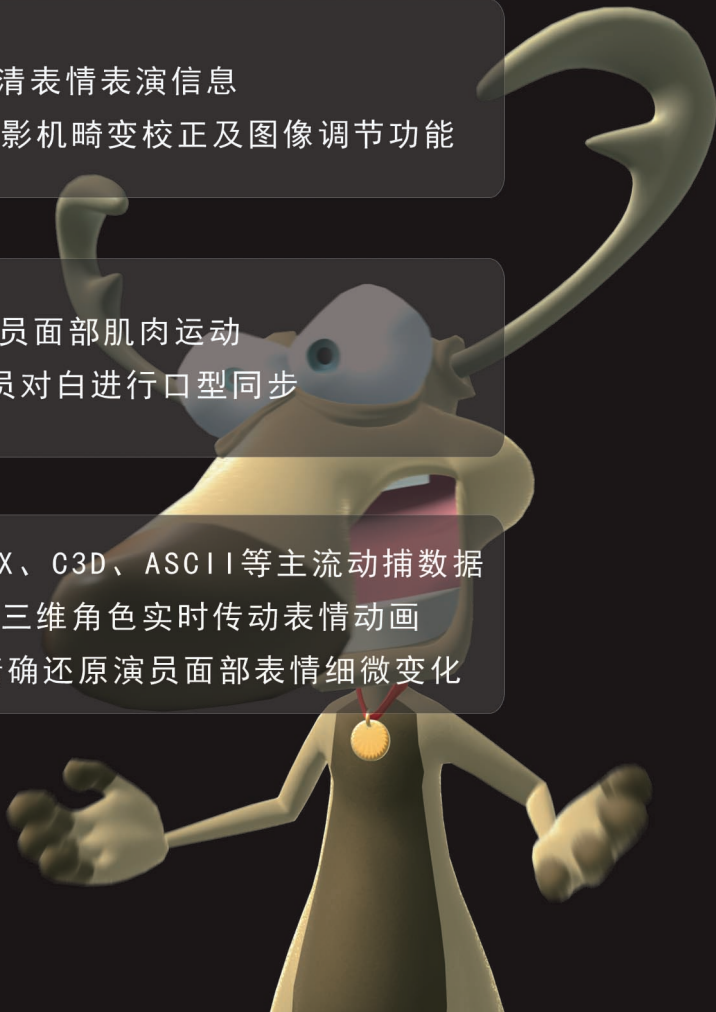 清表情表演信息
影机畸变校正及图像调节功能
员面部肌肉运动
员对白进行口型同步
X、C3D、ASCII等主流动捕数据
三维角色实时传动表情动画
确还原演员面部表情细微变化